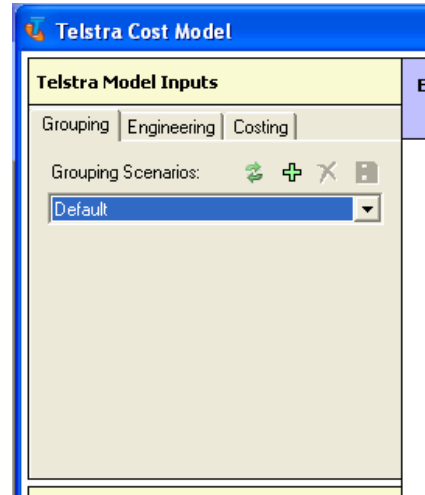 Telstra Cost Model
Telstra Model Inputs
E
Grouping Engineering Costing
Grouping Scenarios:
Default